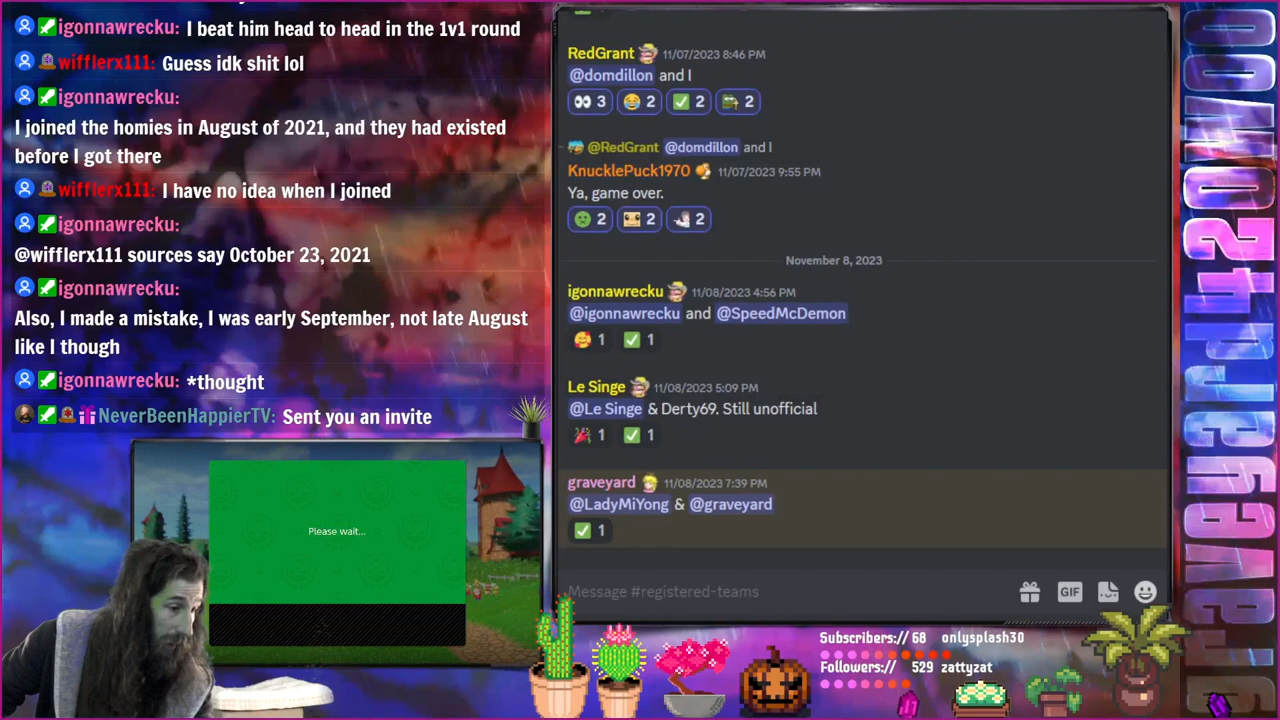 igonnawrecku: I beat him head to head in the 1v1 round
wifflerx111: Guess idk shit lol
igonnawrecku:
I joined the homies in August of 2021, and they had existed
before I got there
wifflerx111: I have no idea when I joined
igonnawrecku:
@wifflerx111 sources say October 23, 2021
igonnawrecku:
Also, I made a mistake, I was early September, not late August
like I though
igonnawrecku: *thought
NeverBeenHappierTV: Sent you an invite
Please wait...
RedGrant 11/07/2023 8:46 PM
@domdillon and I
3 2 2 2
@RedGrant @domdillon and I
KnucklePuck1970 11/07/2023 9:55 PM
Ya, game over.
2 2 2
November 8, 2023
igonnawrecku 11/08/2023 4:56 PM
@igonnawrecku and @SpeedMcDemon
1 1
Le Singe 11/08/2023 5:09 PM
@Le Singe & Derty69. Still unofficial
1 1
graveyard 11/08/2023 7:39 PM
@LadyMiYong & @graveyard
1
Message #registered-teams
GIF
Subscribers:// 68 onlysplash30
Followers:// 529 zattyzat